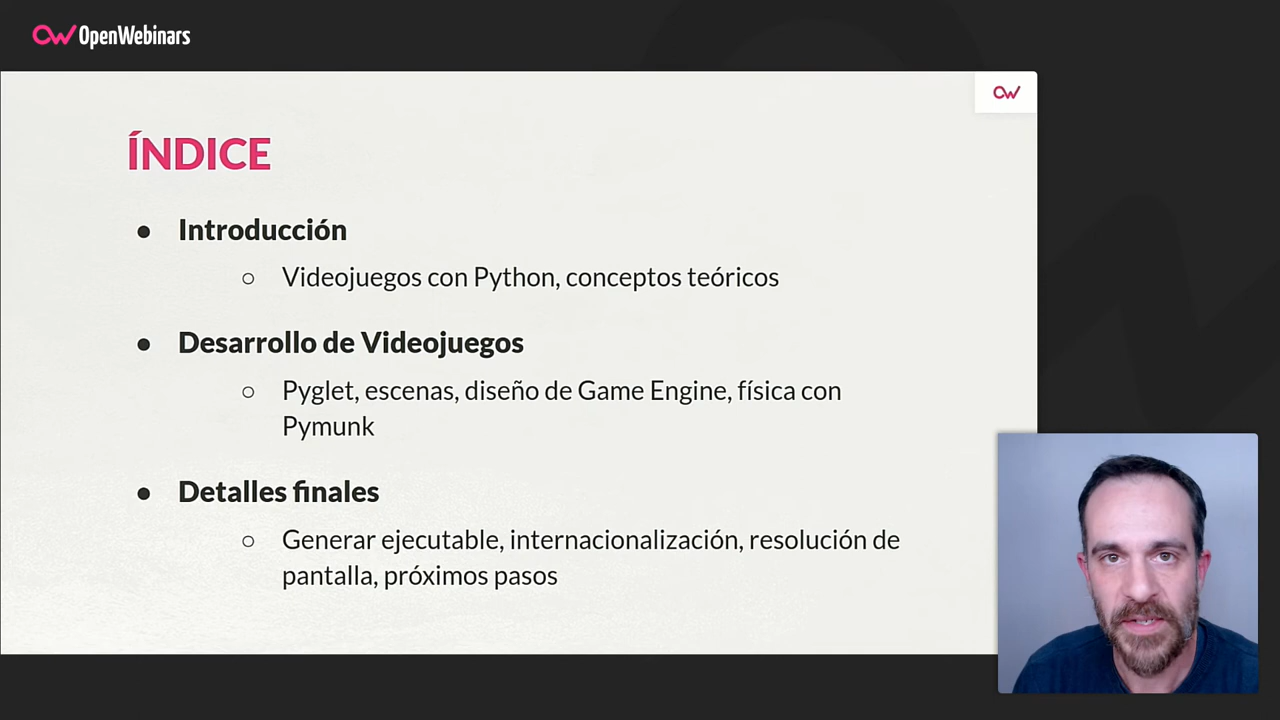 OpenWebinars
ÍNDICE
● Introducción
○ Videojuegos con Python, conceptos teóricos
● Desarrollo de Videojuegos
○ Pyglet, escenas, diseño de Game Engine, física con
Pymunk
● Detalles finales
○ Generar ejecutable, internacionalización, resolución de
pantalla, próximos pasos